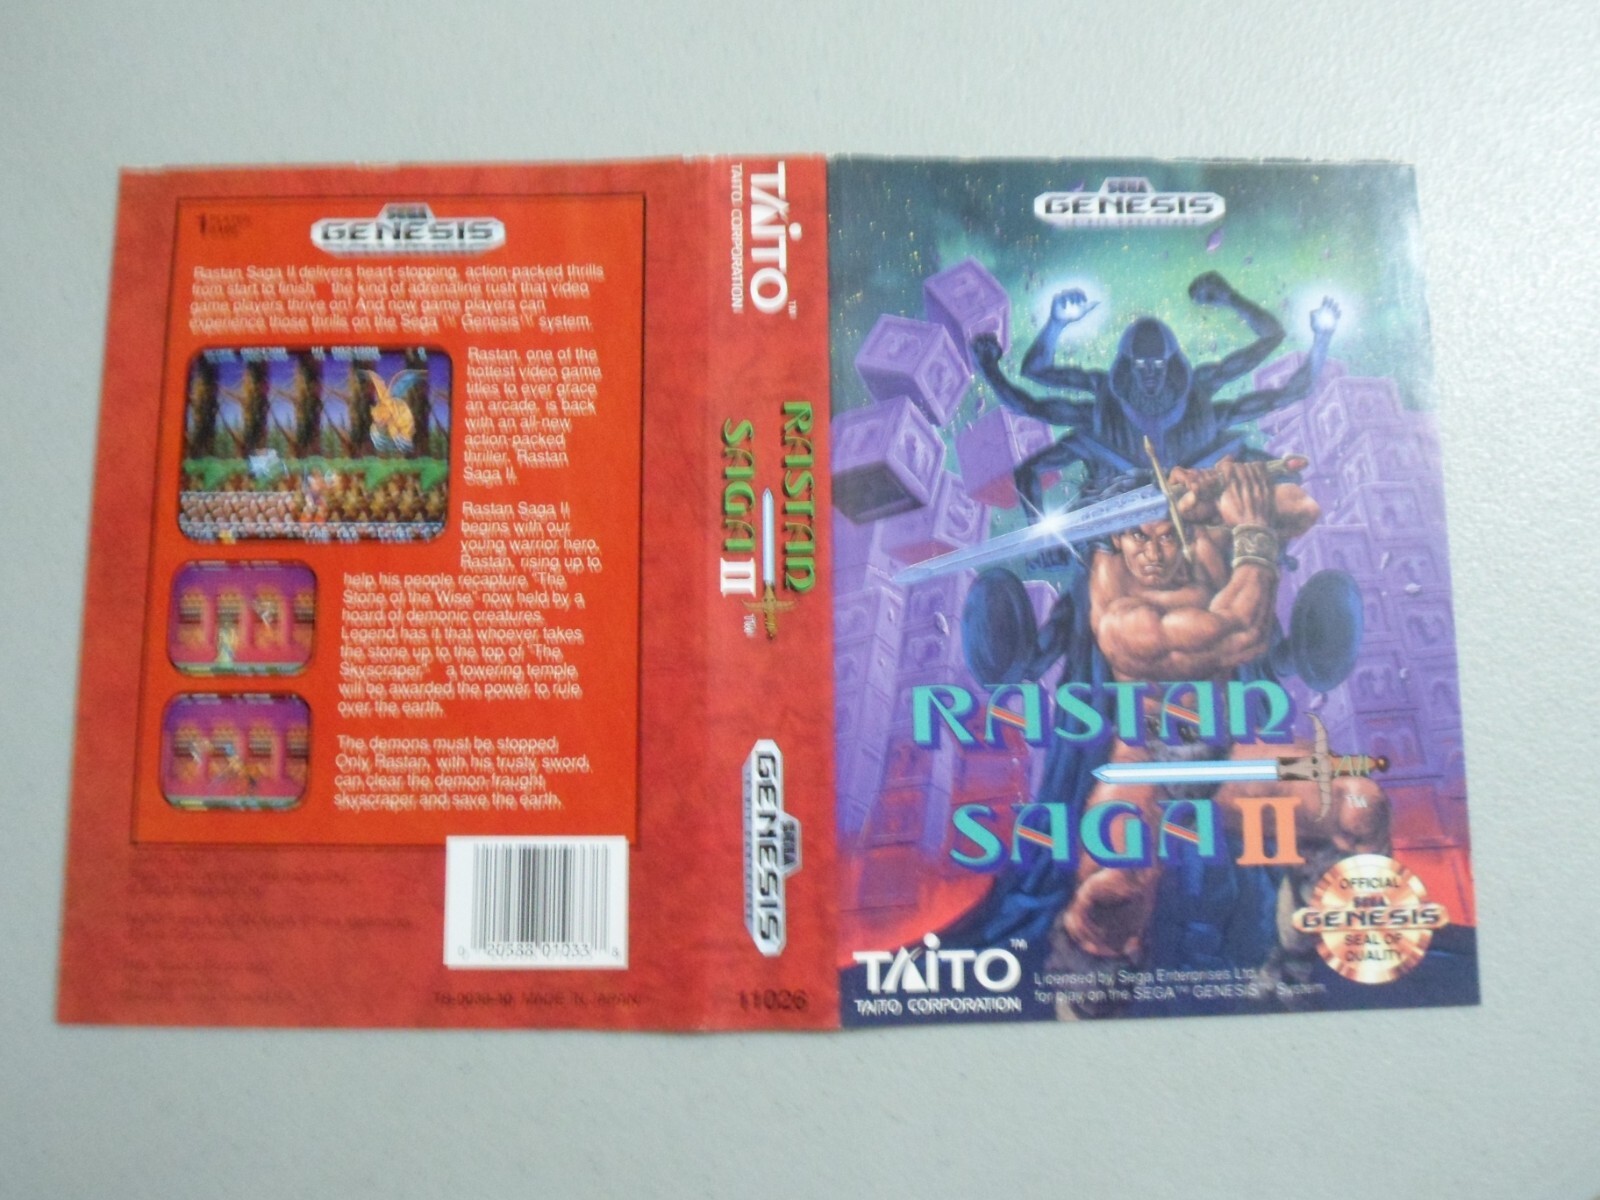 SEGA
GENESIS
Rastan Saga II delivers heart-stopping, action-packed thrills
from start to finish the kind of adrenaline rush that video
game players thrive on! And now game players can
experience those thrills on the Sega™ Genesis™ system.
Rastan, one of the
hottest video game
titles to ever grace
an arcade, is back
with an all-new
action-packed
thriller, Rastan
Saga II.
Rastan Saga II
begins with our
young warrior hero,
Rastan, rising up to
help his people recapture "The
Stone of the Wise" now held by a
hoard of demonic creatures.
Legend has it that whoever takes
the stone up to the top of "The
Skyscraper," a towering temple
will be awarded the power to rule
over the earth.
The demons must be stopped
Only Rastan, with his trusty sword,
can clear the demon-fraught
skyscraper and save the earth.
MADE IN JAPAN
TAITO
TAITO CORPORATION
TM
RASTAN
SAGA II
TM
SEGA
GENESIS
11026
SEGA
GENESIS
RASTAN
SAGA II
TM
OFFICIAL
SEGA
GENESIS
SEAL OF
QUALITY
TAITO™
TAITO CORPORATION
Licensed by Sega Enterprises Ltd.
for play on the SEGA™ GENESIS™ System